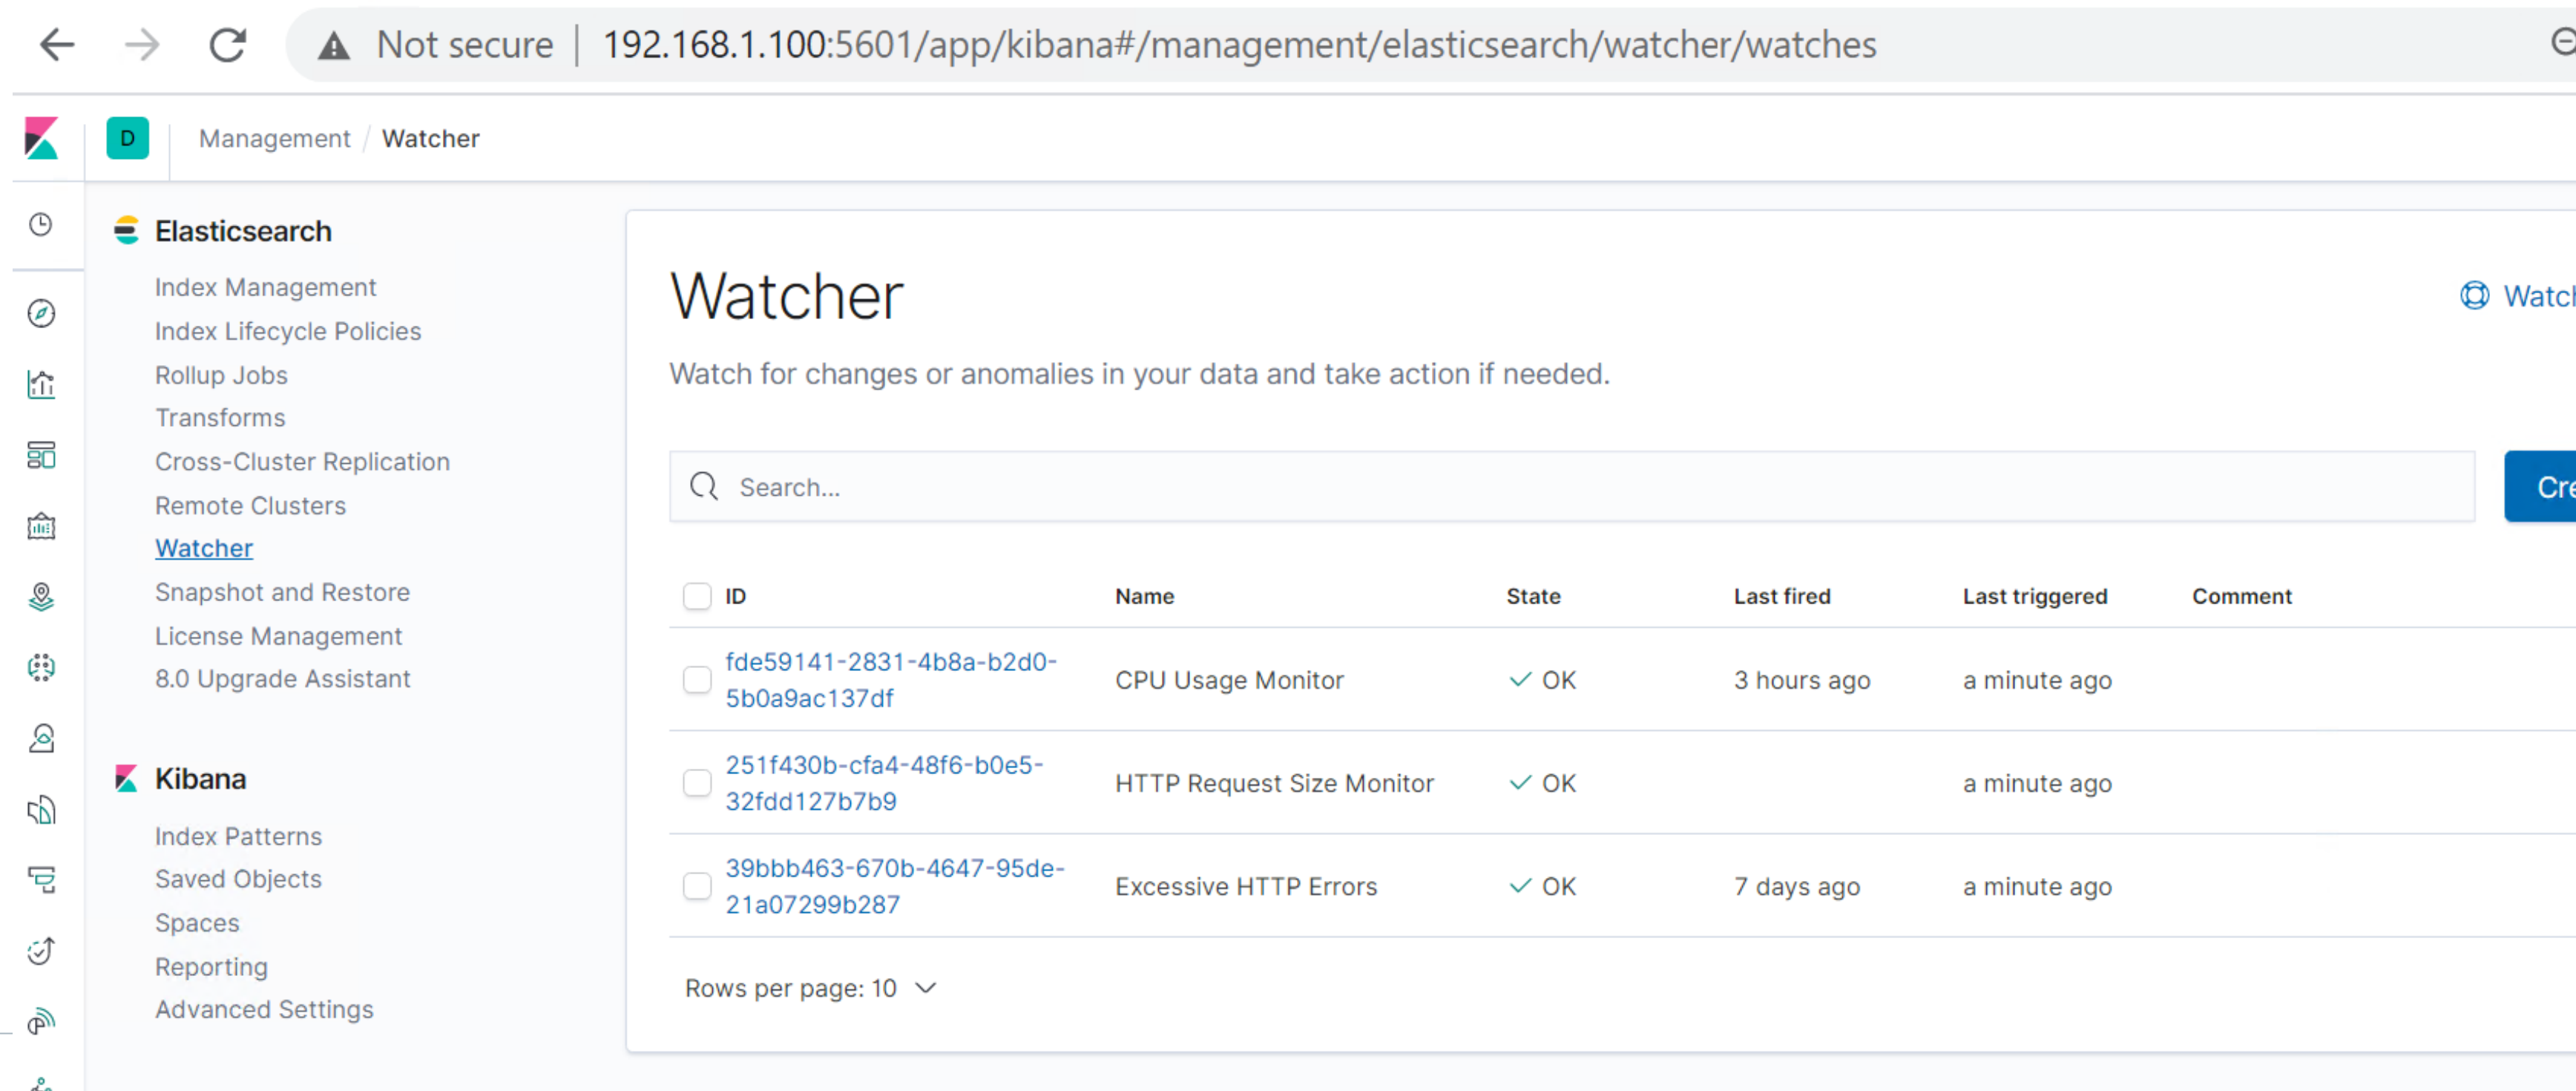 Not secure | 192.168.1.100:5601/app/kibana#/management/elasticsearch/watcher/watches
D Management / Watcher
Elasticsearch
Index Management
Index Lifecycle Policies
Rollup Jobs
Transforms
Cross-Cluster Replication
Remote Clusters
Watcher
Snapshot and Restore
License Management
8.0 Upgrade Assistant
Kibana
Index Patterns
Saved Objects
Spaces
Reporting
Advanced Settings
Watcher
Watch for changes or anomalies in your data and take action if needed.
Search...
ID Name State Last fired Last triggered Comment
fde59141-2831-4b8a-b2d0-
5b0a9ac137df
CPU Usage Monitor OK 3 hours ago a minute ago
251f430b-cfa4-48f6-b0e5-
32fdd127b7b9
HTTP Request Size Monitor OK a minute ago
39bbb463-670b-4647-95de-
21a07299b287
Excessive HTTP Errors OK 7 days ago a minute ago
Rows per page: 10